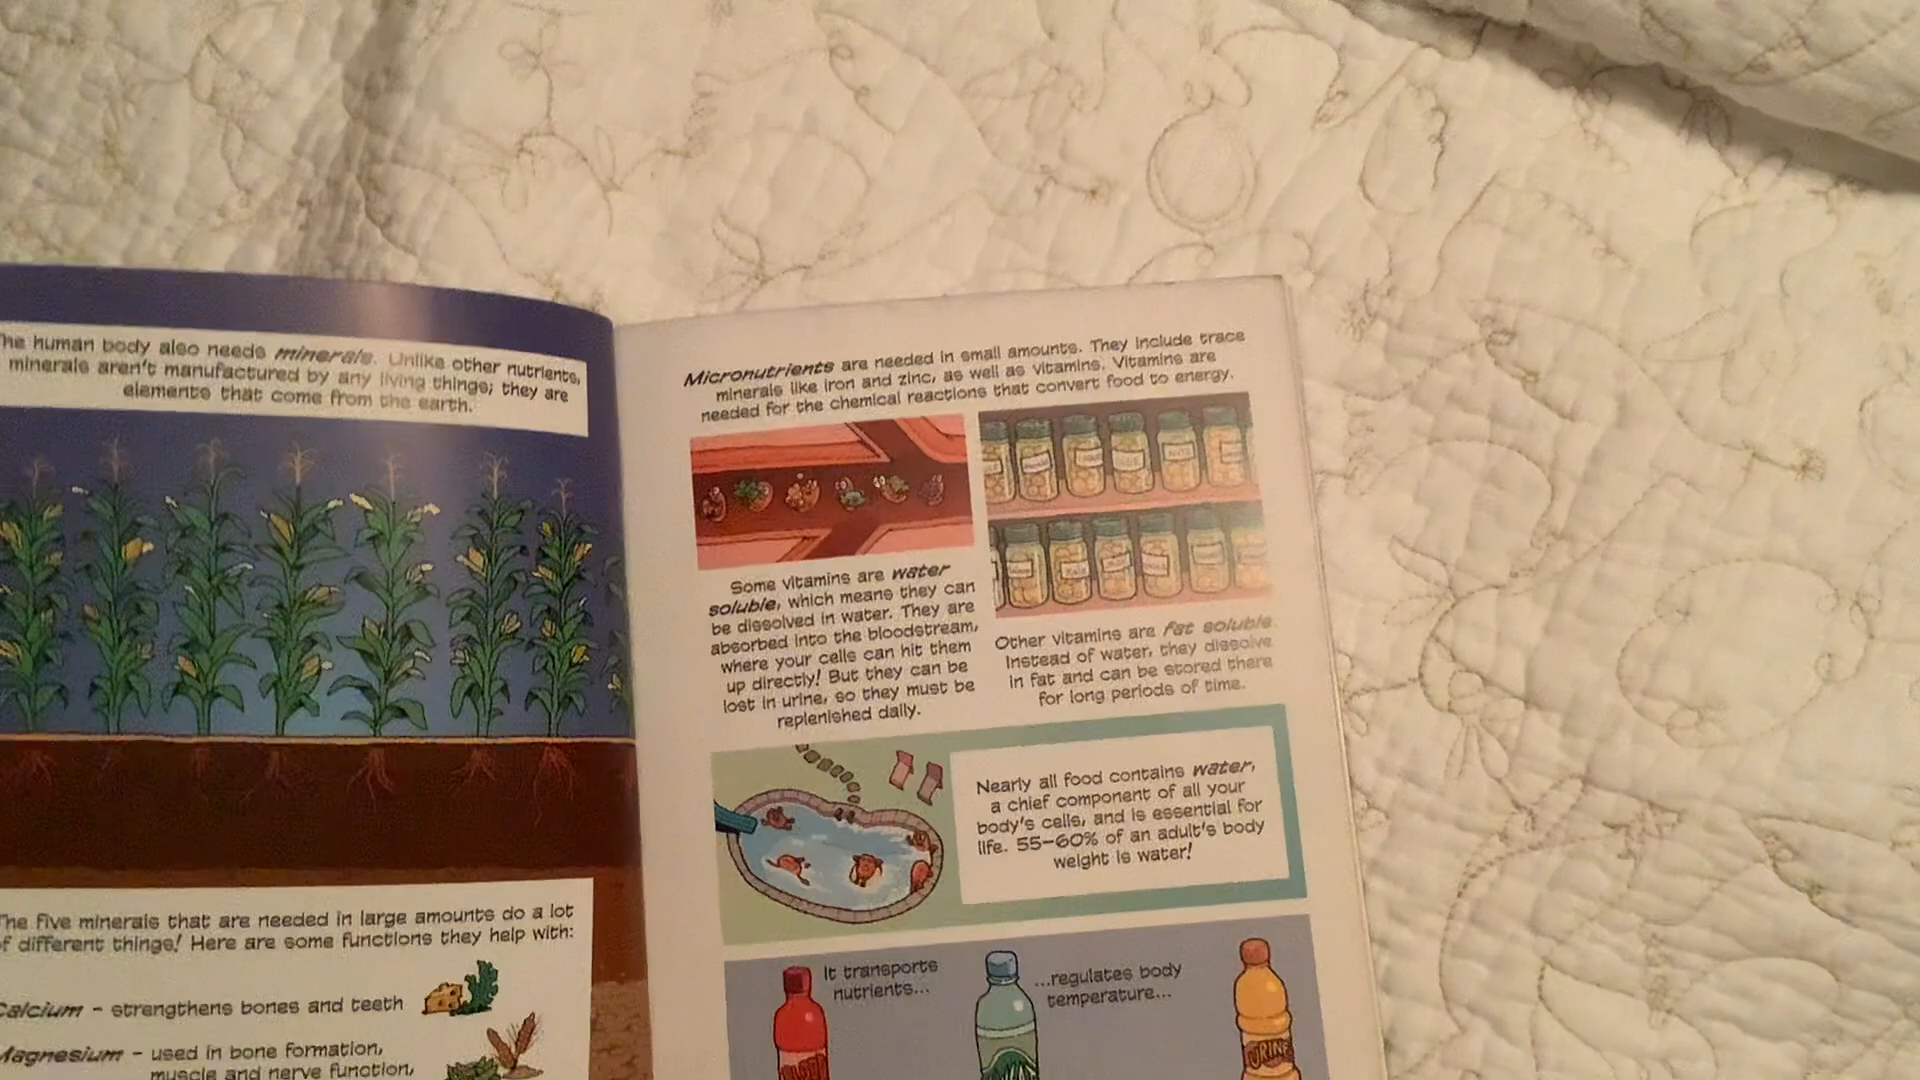 The human body also needs minerals. Unlike other nutrients,
minerals aren't manufactured by any living things; they are
elements that come from the earth.
The five minerals that are needed in large amounts do a lot
of different things! Here are some functions they help with:
Calcium – strengthens bones and teeth
Magnesium – used in bone formation,
muscle and nerve function,
Micronutrients are needed in small amounts. They include trace
minerals like iron and zinc, as well as vitamins. Vitamins are
needed for the chemical reactions that convert food to energy.
Some vitamins are water
soluble, which means they can
be dissolved in water. They are
absorbed into the bloodstream,
where your cells can hit them
up directly! But they can be
lost in urine, so they must be
replenished daily.
Other vitamins are fat soluble.
Instead of water, they dissolve
in fat and can be stored there
for long periods of time.
Nearly all food contains water,
a chief component of all your
body's cells, and is essential for
life. 55–60% of an adult's body
weight is water!
It transports
nutrients...
...regulates body
temperature...
URINE